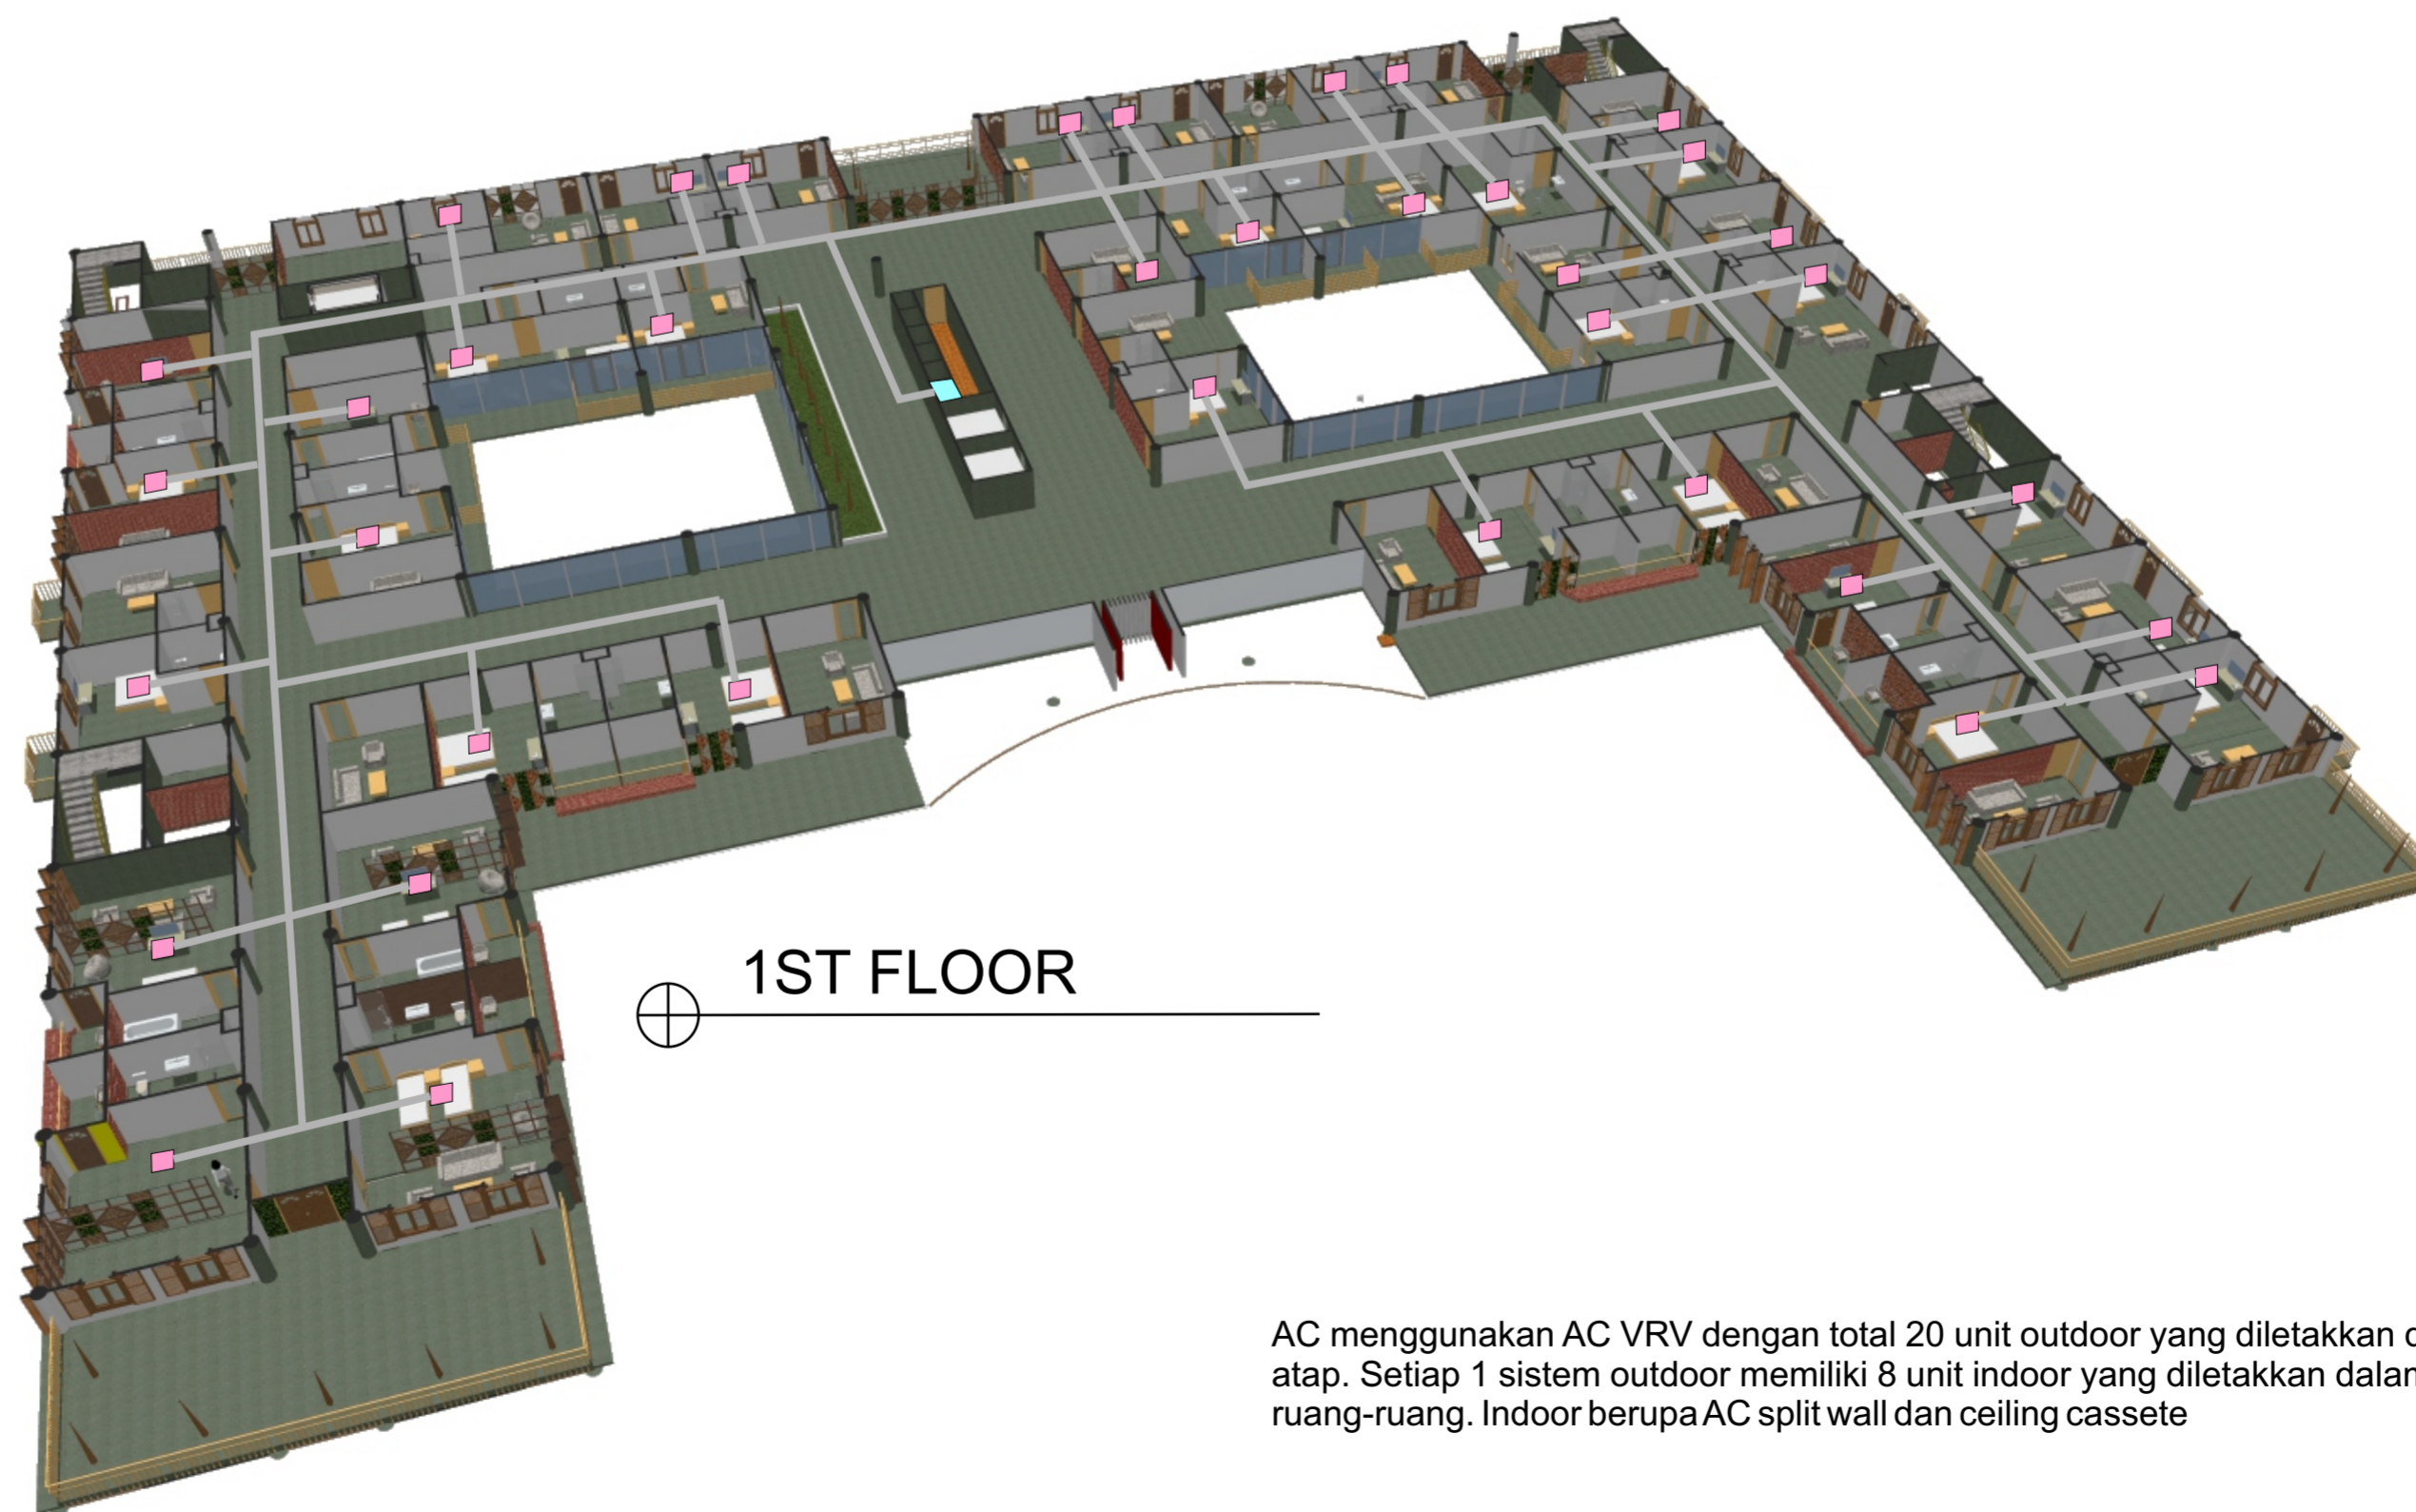 1ST FLOOR
AC menggunakan AC VRV dengan total 20 unit outdoor yang diletakkan
atap. Setiap 1 sistem outdoor memiliki 8 unit indoor yang diletakkan
ruang-ruang. Indoor berupa AC split wall dan ceiling cassete